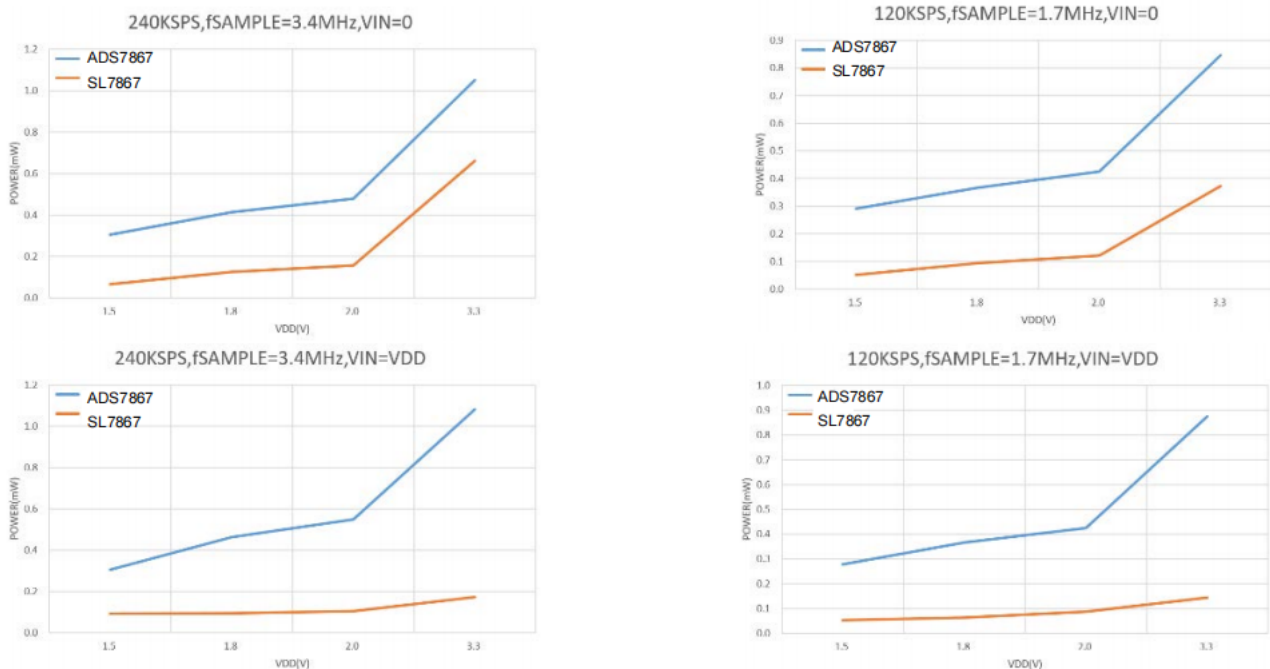 240KSPS,fSAMPLE=3.4MHz,VIN=0
ADS7867
SL7867
POWER(mW)
1.2
1.0
0.8
0.6
0.4
0.2
0.0
1.5 1.8 2.0 3.3
VDD(V)
120KSPS,fSAMPLE=1.7MHz,VIN=0
ADS7867
SL7867
POWER(mW)
0.9
0.8
0.7
0.6
0.5
0.4
0.3
0.2
0.1
0.0
1.5 1.8 2.0 3.3
VDD(V)
240KSPS,fSAMPLE=3.4MHz,VIN=VDD
ADS7867
SL7867
POWER(mW)
1.2
1.0
0.8
0.6
0.4
0.2
0.0
1.5 1.8 2.0 3.3
VDD(V)
120KSPS,fSAMPLE=1.7MHz,VIN=VDD
ADS7867
SL7867
POWER(mW)
1.0
0.9
0.8
0.7
0.6
0.5
0.4
0.3
0.2
0.1
0.0
1.5 1.8 2.0 3.3
VDD(V)